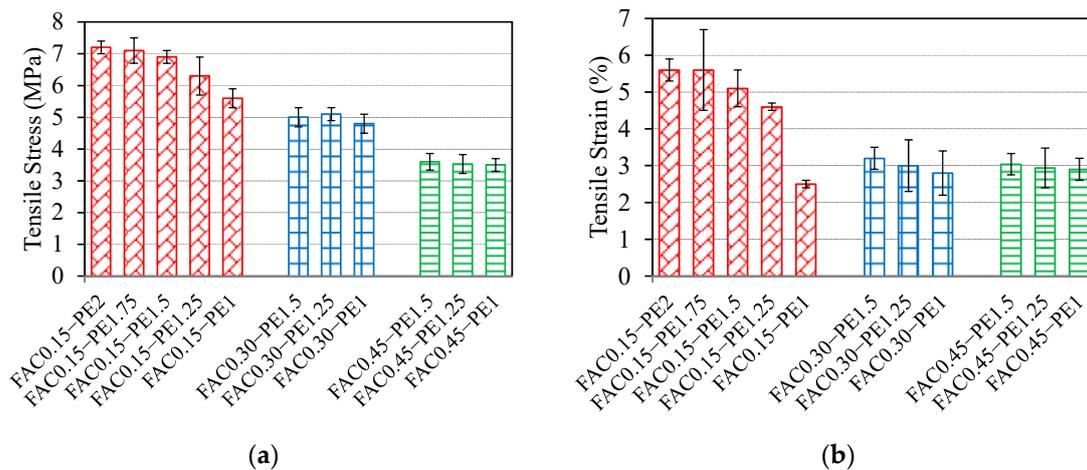 Tensile Stress (MPa)
8
7
6
5
4
3
2
1
0
FAC0.15−PE2
FAC0.15−PE1.75
FAC0.15−PE1.5
FAC0.15−PE1.25
FAC0.15−PE1
FAC0.30−PE1.5
FAC0.30−PE1.25
FAC0.30−PE1
FAC0.45−PE1.5
FAC0.45−PE1.25
FAC0.45−PE1
(a)
Tensile Strain (%)
7
6
5
4
3
2
1
0
FAC0.15−PE2
FAC0.15−PE1.75
FAC0.15−PE1.5
FAC0.15−PE1.25
FAC0.15−PE1
FAC0.30−PE1.5
FAC0.30−PE1.25
FAC0.30−PE1
FAC0.45−PE1.5
FAC0.45−PE1.25
FAC0.45−PE1
(b)